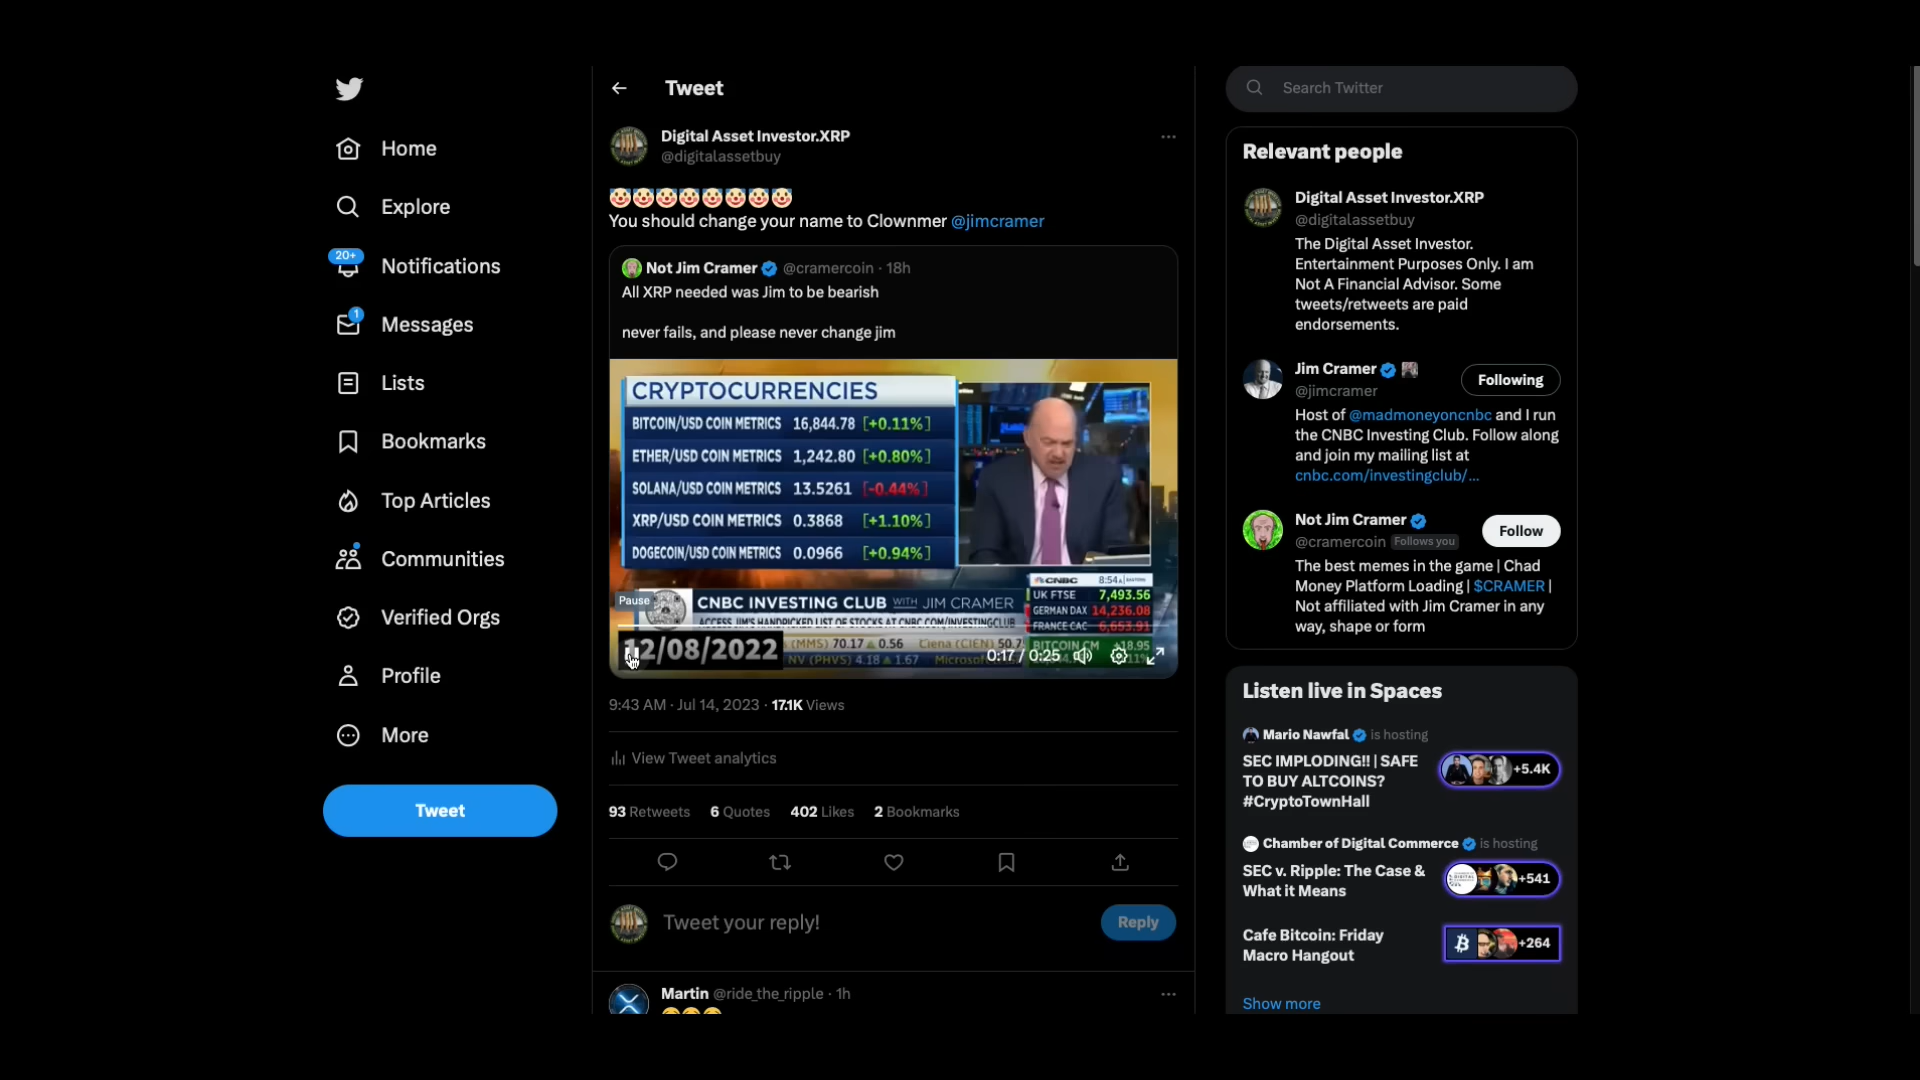 Home
Explore
20+
Notifications
1
Messages
Lists
Bookmarks
Top Articles
Communities
Verified Orgs
Profile
More
Tweet
Tweet
Digital Asset Investor.XRP
@digitalassetbuy
You should change your name to Clownmer @jimcramer
Not Jim Cramer @cramercoin · 18h
All XRP needed was Jim to be bearish
never fails, and please never change jim
CRYPTOCURRENCIES
BITCOIN/USD COIN METRICS 16,844.78 [+0.11%]
ETHER/USD COIN METRICS 1,242.80 [+0.80%]
SOLANA/USD COIN METRICS 13.5261 [-0.44%]
XRP/USD COIN METRICS 0.3868 [+1.10%]
DOGECOIN/USD COIN METRICS 0.0966 [+0.94%]
CNBC 8:54A EASTERN
UK FTSE 7,493.56
GERMAN DAX 14,236.08
FRANCE CAC 6,653.91
Pause
CNBC INVESTING CLUB WITH JIM CRAMER
ACCESS JIM'S HANDPICKED LIST OF STOCKS AT CNBC.COM/INVESTINGCLUB
12/08/2022
(MMS) 70.17 ▲ 0.56 Ciena (CIEN) 50.7
NV (PHVS) 4.18 ▲ 1.67 Microsof
BITCOIN CM +18.95
0:17 / 0:25
9:43 AM · Jul 14, 2023 · 17.1K Views
View Tweet analytics
93 Retweets 6 Quotes 402 Likes 2 Bookmarks
Tweet your reply!
Reply
Martin @ride_the_ripple · 1h
Search Twitter
Relevant people
Digital Asset Investor.XRP
@digitalassetbuy
The Digital Asset Investor.
Entertainment Purposes Only. I am
Not A Financial Advisor. Some
tweets/retweets are paid
endorsements.
Jim Cramer
@jimcramer
Following
Host of @madmoneyoncnbc and I run
the CNBC Investing Club. Follow along
and join my mailing list at
cnbc.com/investingclub/...
Not Jim Cramer
@cramercoin Follows you
Follow
The best memes in the game | Chad
Money Platform Loading | $CRAMER |
Not affiliated with Jim Cramer in any
way, shape or form
Listen live in Spaces
Mario Nawfal is hosting
SEC IMPLODING!! | SAFE
TO BUY ALTCOINS?
#CryptoTownHall
+5.4K
Chamber of Digital Commerce is hosting
SEC v. Ripple: The Case &
What it Means
+541
Cafe Bitcoin: Friday
Macro Hangout
+264
Show more